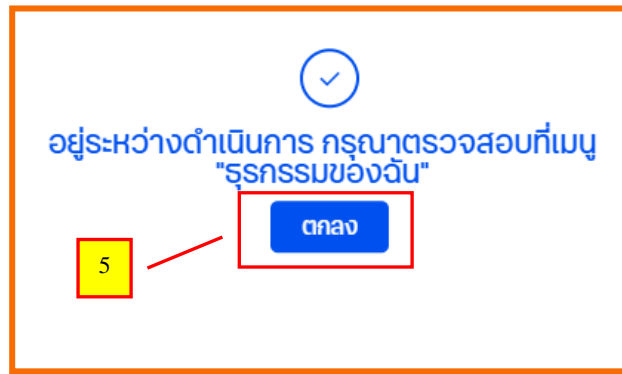 อยู่ระหว่างดำเนินการ กรุณาตรวจสอบที่เมนู
"ธุรกรรมของฉัน"
ตกลง
5